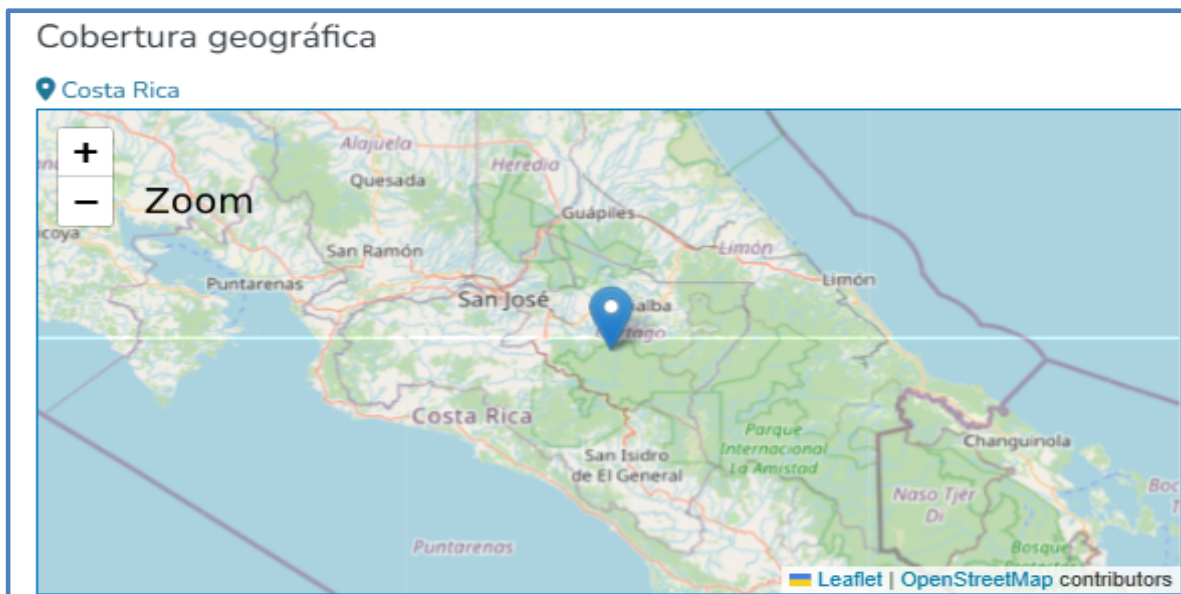 Cobertura geográfica
Costa Rica
+
−
Zoom
Alajuela
Heredia
Quesada
Guápiles
San Ramón
Limón
Limón
Puntarenas
San José
Costa Rica
San Isidro
de El General
Parque
Internacional
La Amistad
Changuinola
Naso Tjër
Di
Puntarenas
Bosque
Leaflet | OpenStreetMap contributors